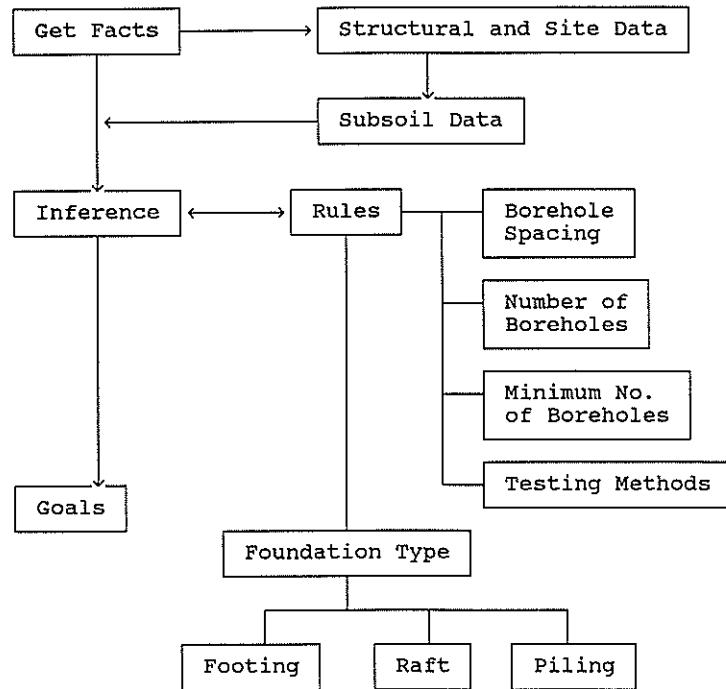 Get Facts
Structural and Site Data
Subsoil Data
Inference
Rules
Borehole
Spacing
Number of
Boreholes
Minimum No.
of Boreholes
Testing Methods
Goals
Foundation Type
Footing
Raft
Piling